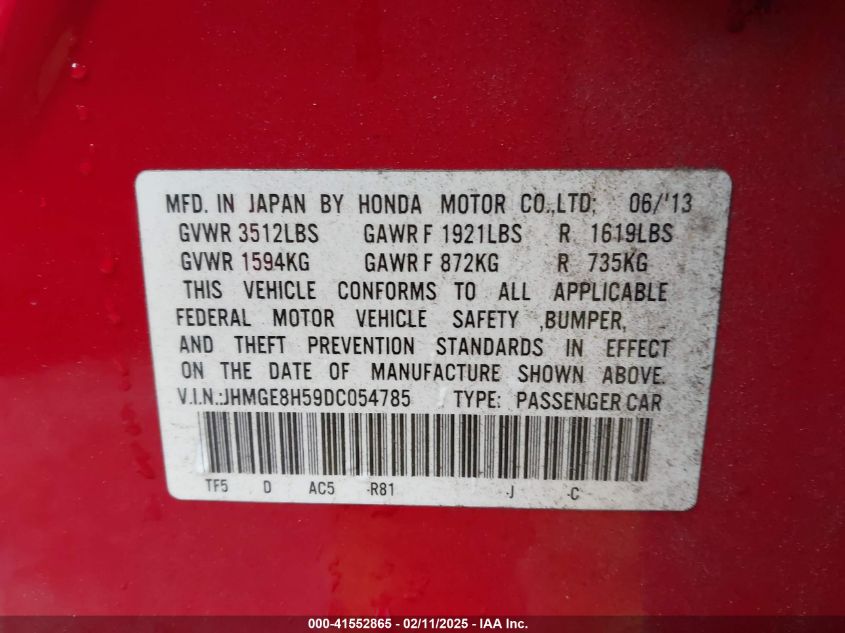 MFD. IN JAPAN BY HONDA MOTOR CO.,LTD; 06/'13
GVWR 3512LBS GAWR F 1921LBS R 1619LBS
GVWR 1594KG GAWR F 872KG R 735KG
THIS VEHICLE CONFORMS TO ALL APPLICABLE
FEDERAL MOTOR VEHICLE SAFETY ,BUMPER,
AND THEFT PREVENTION STANDARDS IN EFFECT
ON THE DATE OF MANUFACTURE SHOWN ABOVE.
V.I.N.:JHMGE8H59DC054785 TYPE: PASSENGER CAR
TF5 D AC5 -R81 -J -C
000-41552865 - 02/11/2025 - IAA Inc.